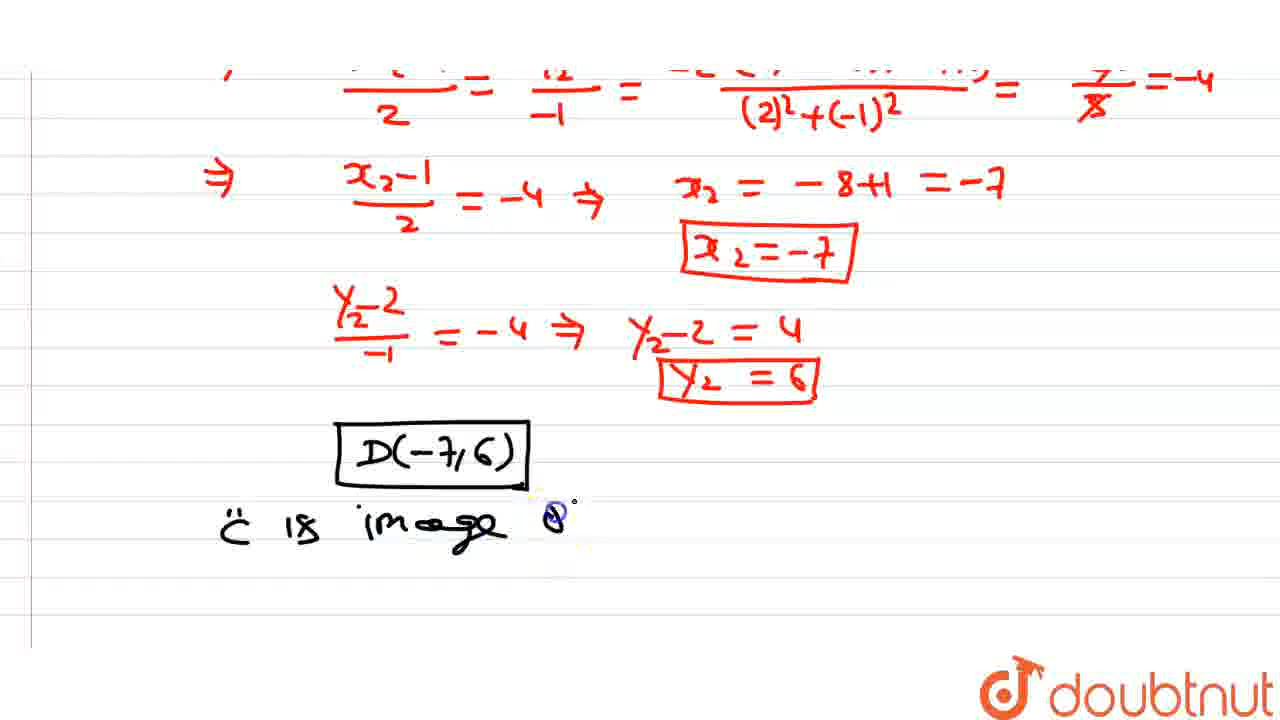 2 = -1 = (2)²+(-1)² = 8 = -4
⇒ x₂-1/2 = -4 ⇒ x₂ = -8+1 = -7
x₂ = -7
y₂-2/-1 = -4 ⇒ y₂-2 = 4
y₂ = 6
D(-7,6)
C is image
doubtnut